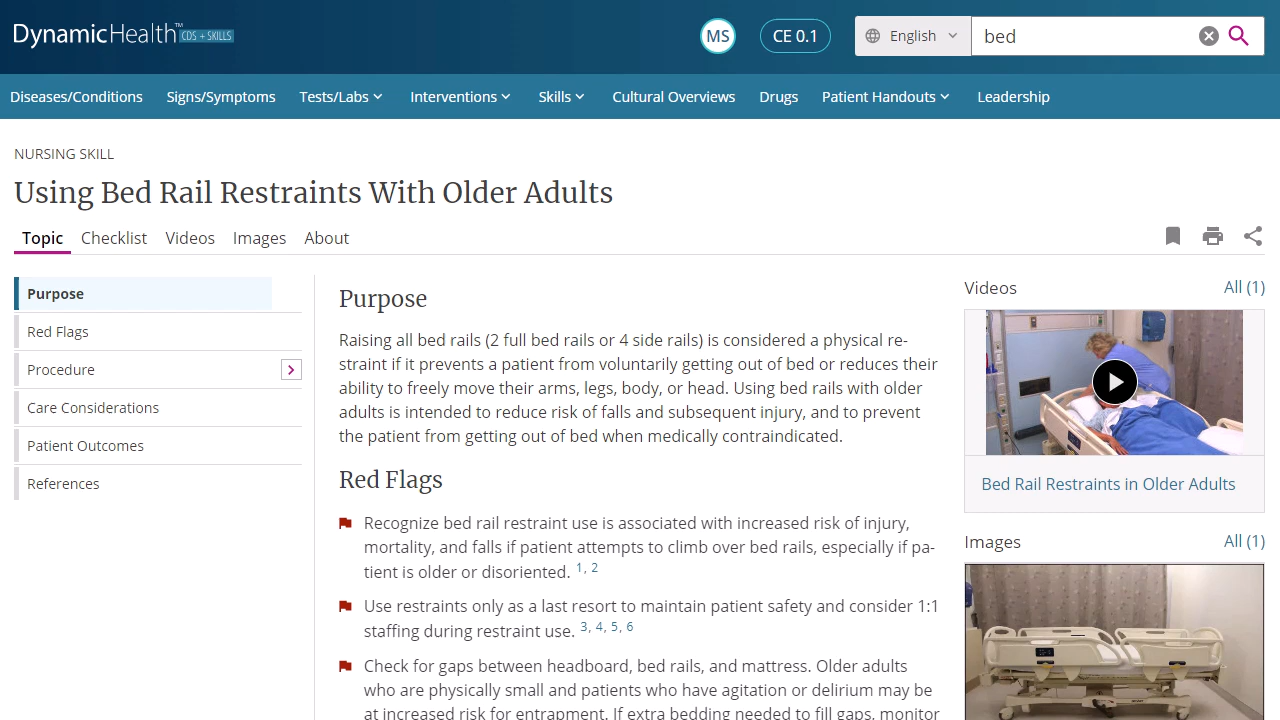 DynamicHealth™ CDS + SKILLS
MS
CE 0.1
English
bed
Diseases/Conditions
Signs/Symptoms
Tests/Labs
Interventions
Skills
Cultural Overviews
Drugs
Patient Handouts
Leadership
NURSING SKILL
Using Bed Rail Restraints With Older Adults
Topic
Checklist
Videos
Images
About
Purpose
Red Flags
Procedure
Care Considerations
Patient Outcomes
References
Purpose
Raising all bed rails (2 full bed rails or 4 side rails) is considered a physical re-
straint if it prevents a patient from voluntarily getting out of bed or reduces their
ability to freely move their arms, legs, body, or head. Using bed rails with older
adults is intended to reduce risk of falls and subsequent injury, and to prevent
the patient from getting out of bed when medically contraindicated.
Red Flags
Recognize bed rail restraint use is associated with increased risk of injury,
mortality, and falls if patient attempts to climb over bed rails, especially if pa-
tient is older or disoriented. 1, 2
Use restraints only as a last resort to maintain patient safety and consider 1:1
staffing during restraint use. 3, 4, 5, 6
Check for gaps between headboard, bed rails, and mattress. Older adults
who are physically small and patients who have agitation or delirium may be
at increased risk for entrapment. If extra bedding needed to fill gaps, monitor
Videos
All (1)
Bed Rail Restraints in Older Adults
Images
All (1)